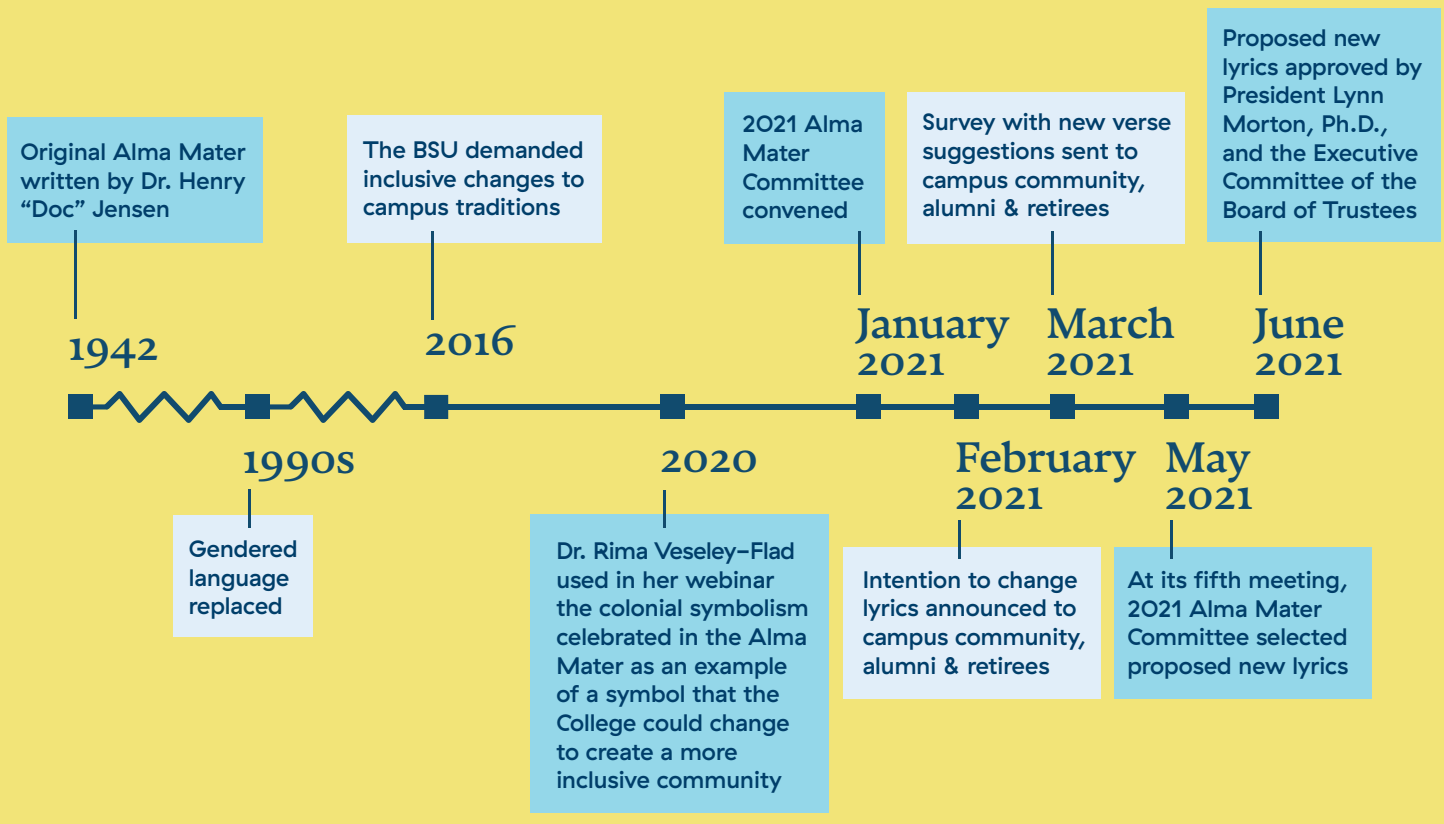 Original Alma Mater
written by Dr. Henry
“Doc” Jensen
1942
Gendered
language
replaced
1990s
The BSU demanded
inclusive changes to
campus traditions
2016
2020
Dr. Rima Veseley–Flad
used in her webinar
the colonial symbolism
celebrated in the Alma
Mater as an example
of a symbol that the
College could change
to create a more
inclusive community
2021 Alma
Mater
Committee
convened
January
2021
February
2021
Intention to change
lyrics announced to
campus community,
alumni & retirees
Survey with new verse
suggestions sent to
campus community,
alumni & retirees
March
2021
May
2021
At its fifth meeting,
2021 Alma Mater
Committee selected
proposed new lyrics
Proposed new
lyrics approved by
President Lynn
Morton, Ph.D.,
and the Executive
Committee of the
Board of Trustees
June
2021